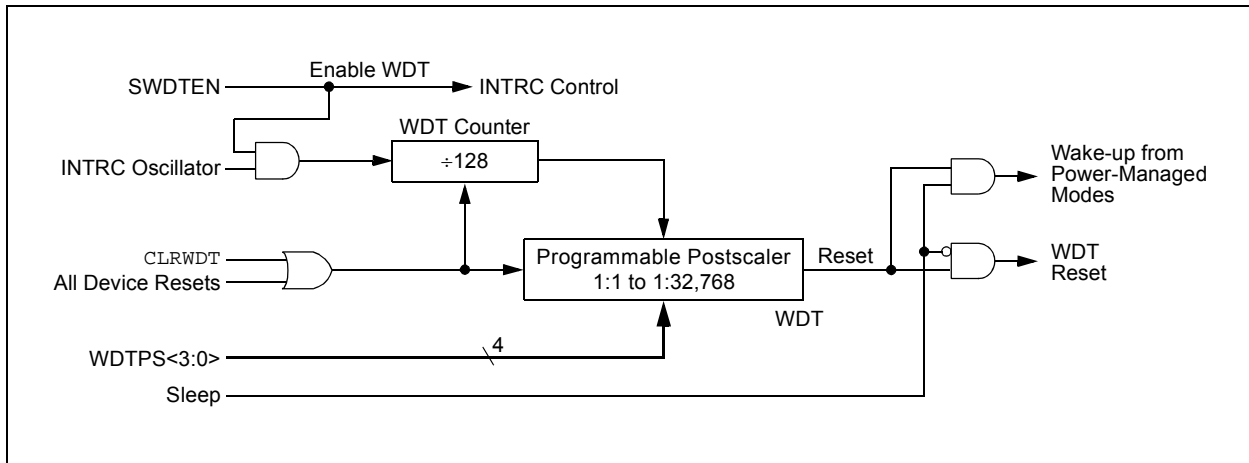 Enable WDT
SWDTEN
INTRC Control
WDT Counter
÷128
INTRC Oscillator
Wake-up from
Power-Managed
Modes
CLRWDT
All Device Resets
Programmable Postscaler
1:1 to 1:32,768
Reset
WDT
WDT
Reset
4
WDTPS<3:0>
Sleep